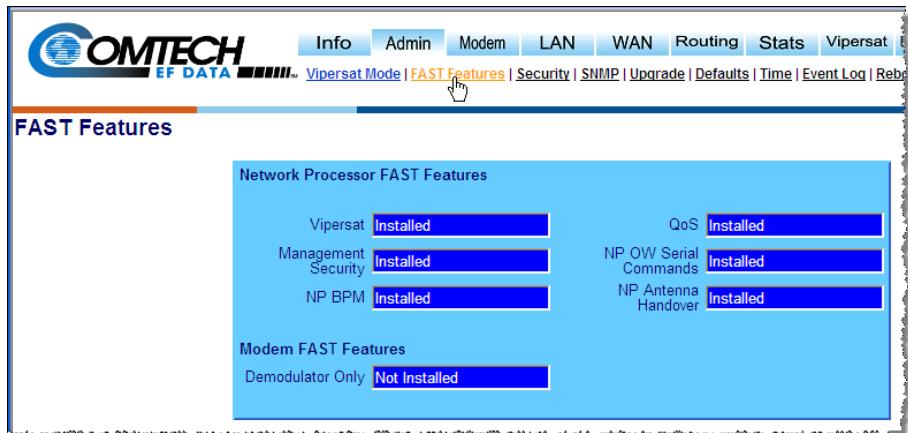 COMTECH
EF DATA
Info Admin Modem LAN WAN Routing Stats Vipersat
Vipersat Mode | FAST Features | Security | SNMP | Upgrade | Defaults | Time | Event Log |
FAST Features
Network Processor FAST Features
Vipersat Installed QoS Installed
Management Security Installed NP OW Serial Commands Installed
NP BPM Installed NP Antenna Handover Installed
Modem FAST Features
Demodulator Only Not Installed